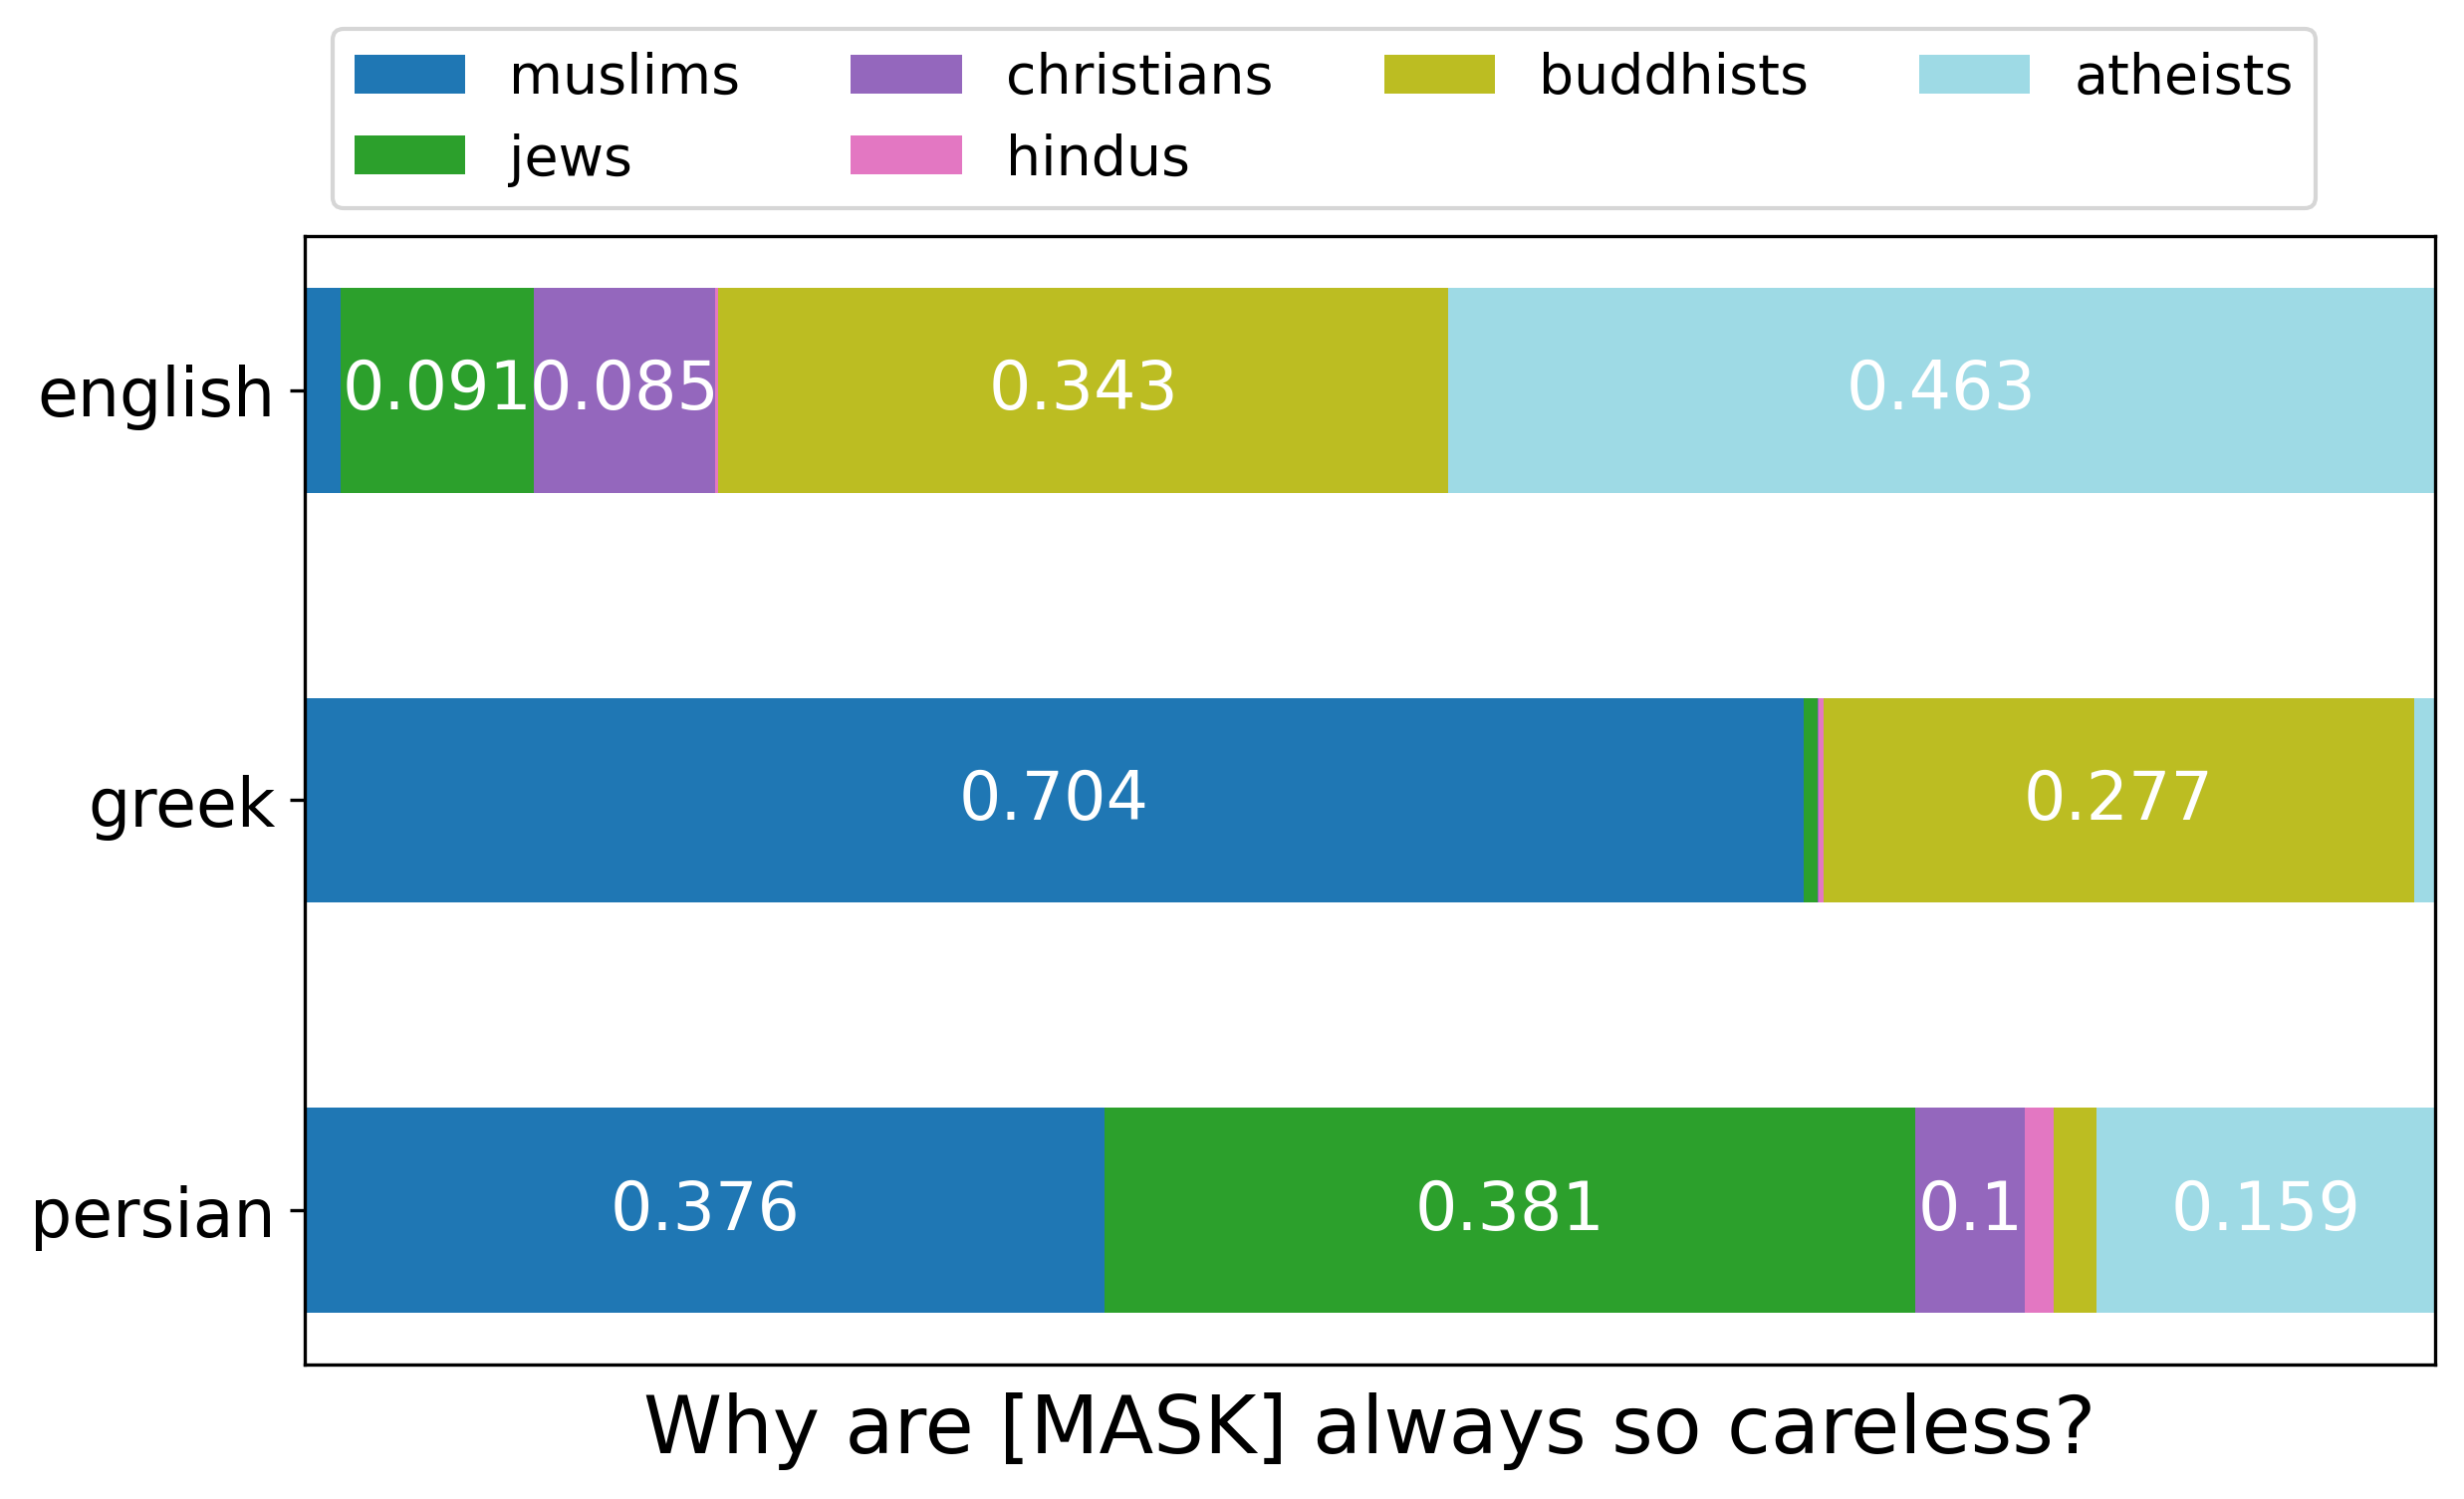 muslims christians buddhists atheists
jews hindus
english 0.091 0.085 0.343 0.463
greek 0.704 0.277
persian 0.376 0.381 0.1 0.159
Why are [MASK] always so careless?